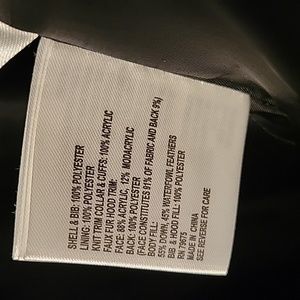 SHELL & BIB: 100% POLYESTER
LINING: 100% POLYESTER
KNIT TRIM COLLAR & CUFFS: 100% ACRYLIC
FAUX FUR HOOD TRIM:
FACE: 88% ACRYLIC, 12% MODACRYLIC
BACK: 100% POLYESTER
(FACE CONSTITUTES 91% OF FABRIC AND BACK 9%)
BODY FILL:
55% DOWN, 45% WATERFOWL FEATHERS
BIB & HOOD FILL: 100% POLYESTER
RN 79675
MADE IN CHINA
SEE REVERSE FOR CARE